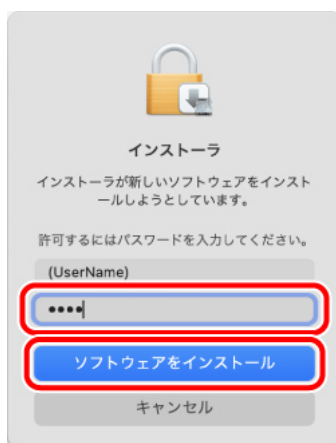 インストーラ
インストーラが新しいソフトウェアをインスト
ールしようとしています。
許可するにはパスワードを入力してください。
(UserName)
••••
ソフトウェアをインストール
キャンセル